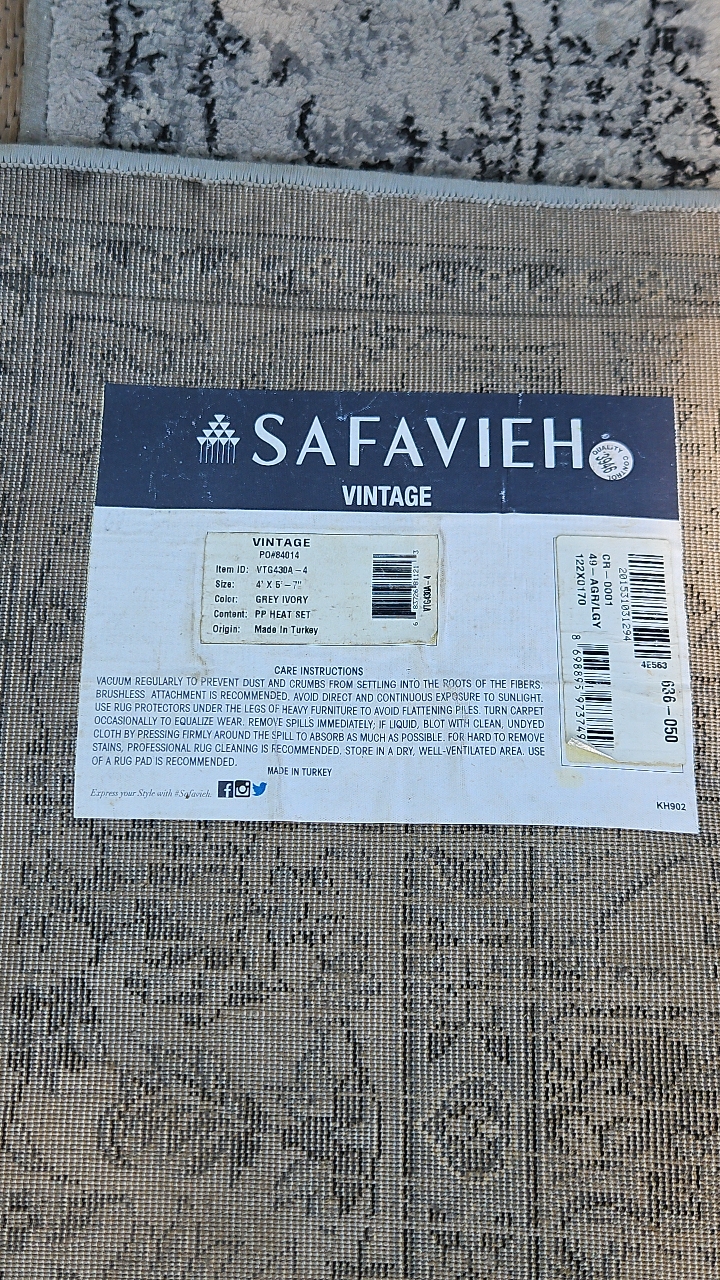 SAFAVIEH
QUALITY CONTROL
VINTAGE
VINTAGE
PO#84014
Item ID: VTG430A-4
Size: 4' X 5'-7"
Color: GREY IVORY
Content: PP HEAT SET
Origin: Made In Turkey
VTG430A-4
CR-0001
49-AGR/LGY
122X0170
201531031294
4E563
636-050
CARE INSTRUCTIONS
VACUUM REGULARLY TO PREVENT DUST AND CRUMBS FROM SETTLING INTO THE ROOTS OF THE FIBERS.
BRUSHLESS. ATTACHMENT IS RECOMMENDED. AVOID DIRECT AND CONTINUOUS EXPOSURE TO SUNLIGHT.
USE RUG PROTECTORS UNDER THE LEGS OF HEAVY FURNITURE TO AVOID FLATTENING PILES. TURN CARPET
OCCASIONALLY TO EQUALIZE WEAR. REMOVE SPILLS IMMEDIATELY; IF LIQUID, BLOT WITH CLEAN, UNDYED
CLOTH BY PRESSING FIRMLY AROUND THE SPILL TO ABSORB AS MUCH AS POSSIBLE. FOR HARD TO REMOVE
STAINS, PROFESSIONAL RUG CLEANING IS RECOMMENDED. STORE IN A DRY, WELL-VENTILATED AREA. USE
OF A RUG PAD IS RECOMMENDED.
MADE IN TURKEY
Express your Style with #Safavieh.
KH902